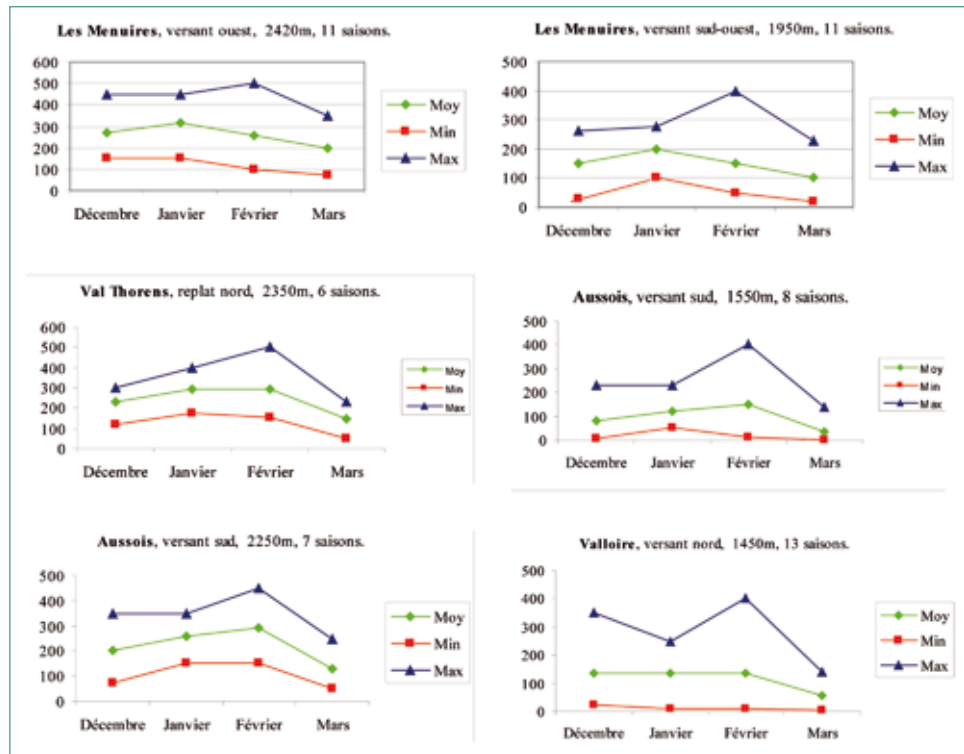 Les Menuires, versant ouest, 2420m, 11 saisons.
600
500
400
300
200
100
0
Décembre Janvier Février Mars
Moy
Min
Max
Les Menuires, versant sud-ouest, 1950m, 11 saisons.
500
400
300
200
100
0
Décembre Janvier Février Mars
Moy
Min
Max
Val Thorens, replat nord, 2350m, 6 saisons.
600
500
400
300
200
100
0
Décembre Janvier Février Mars
Moy
Min
Max
Aussois, versant sud, 1550m, 8 saisons.
500
400
300
200
100
0
Décembre Janvier Février Mars
Moy
Min
Max
Aussois, versant sud, 2250m, 7 saisons.
500
400
300
200
100
0
Décembre Janvier Février Mars
Moy
Min
Max
Valloire, versant nord, 1450m, 13 saisons.
500
400
300
200
100
0
Décembre Janvier Février Mars
Moy
Min
Max